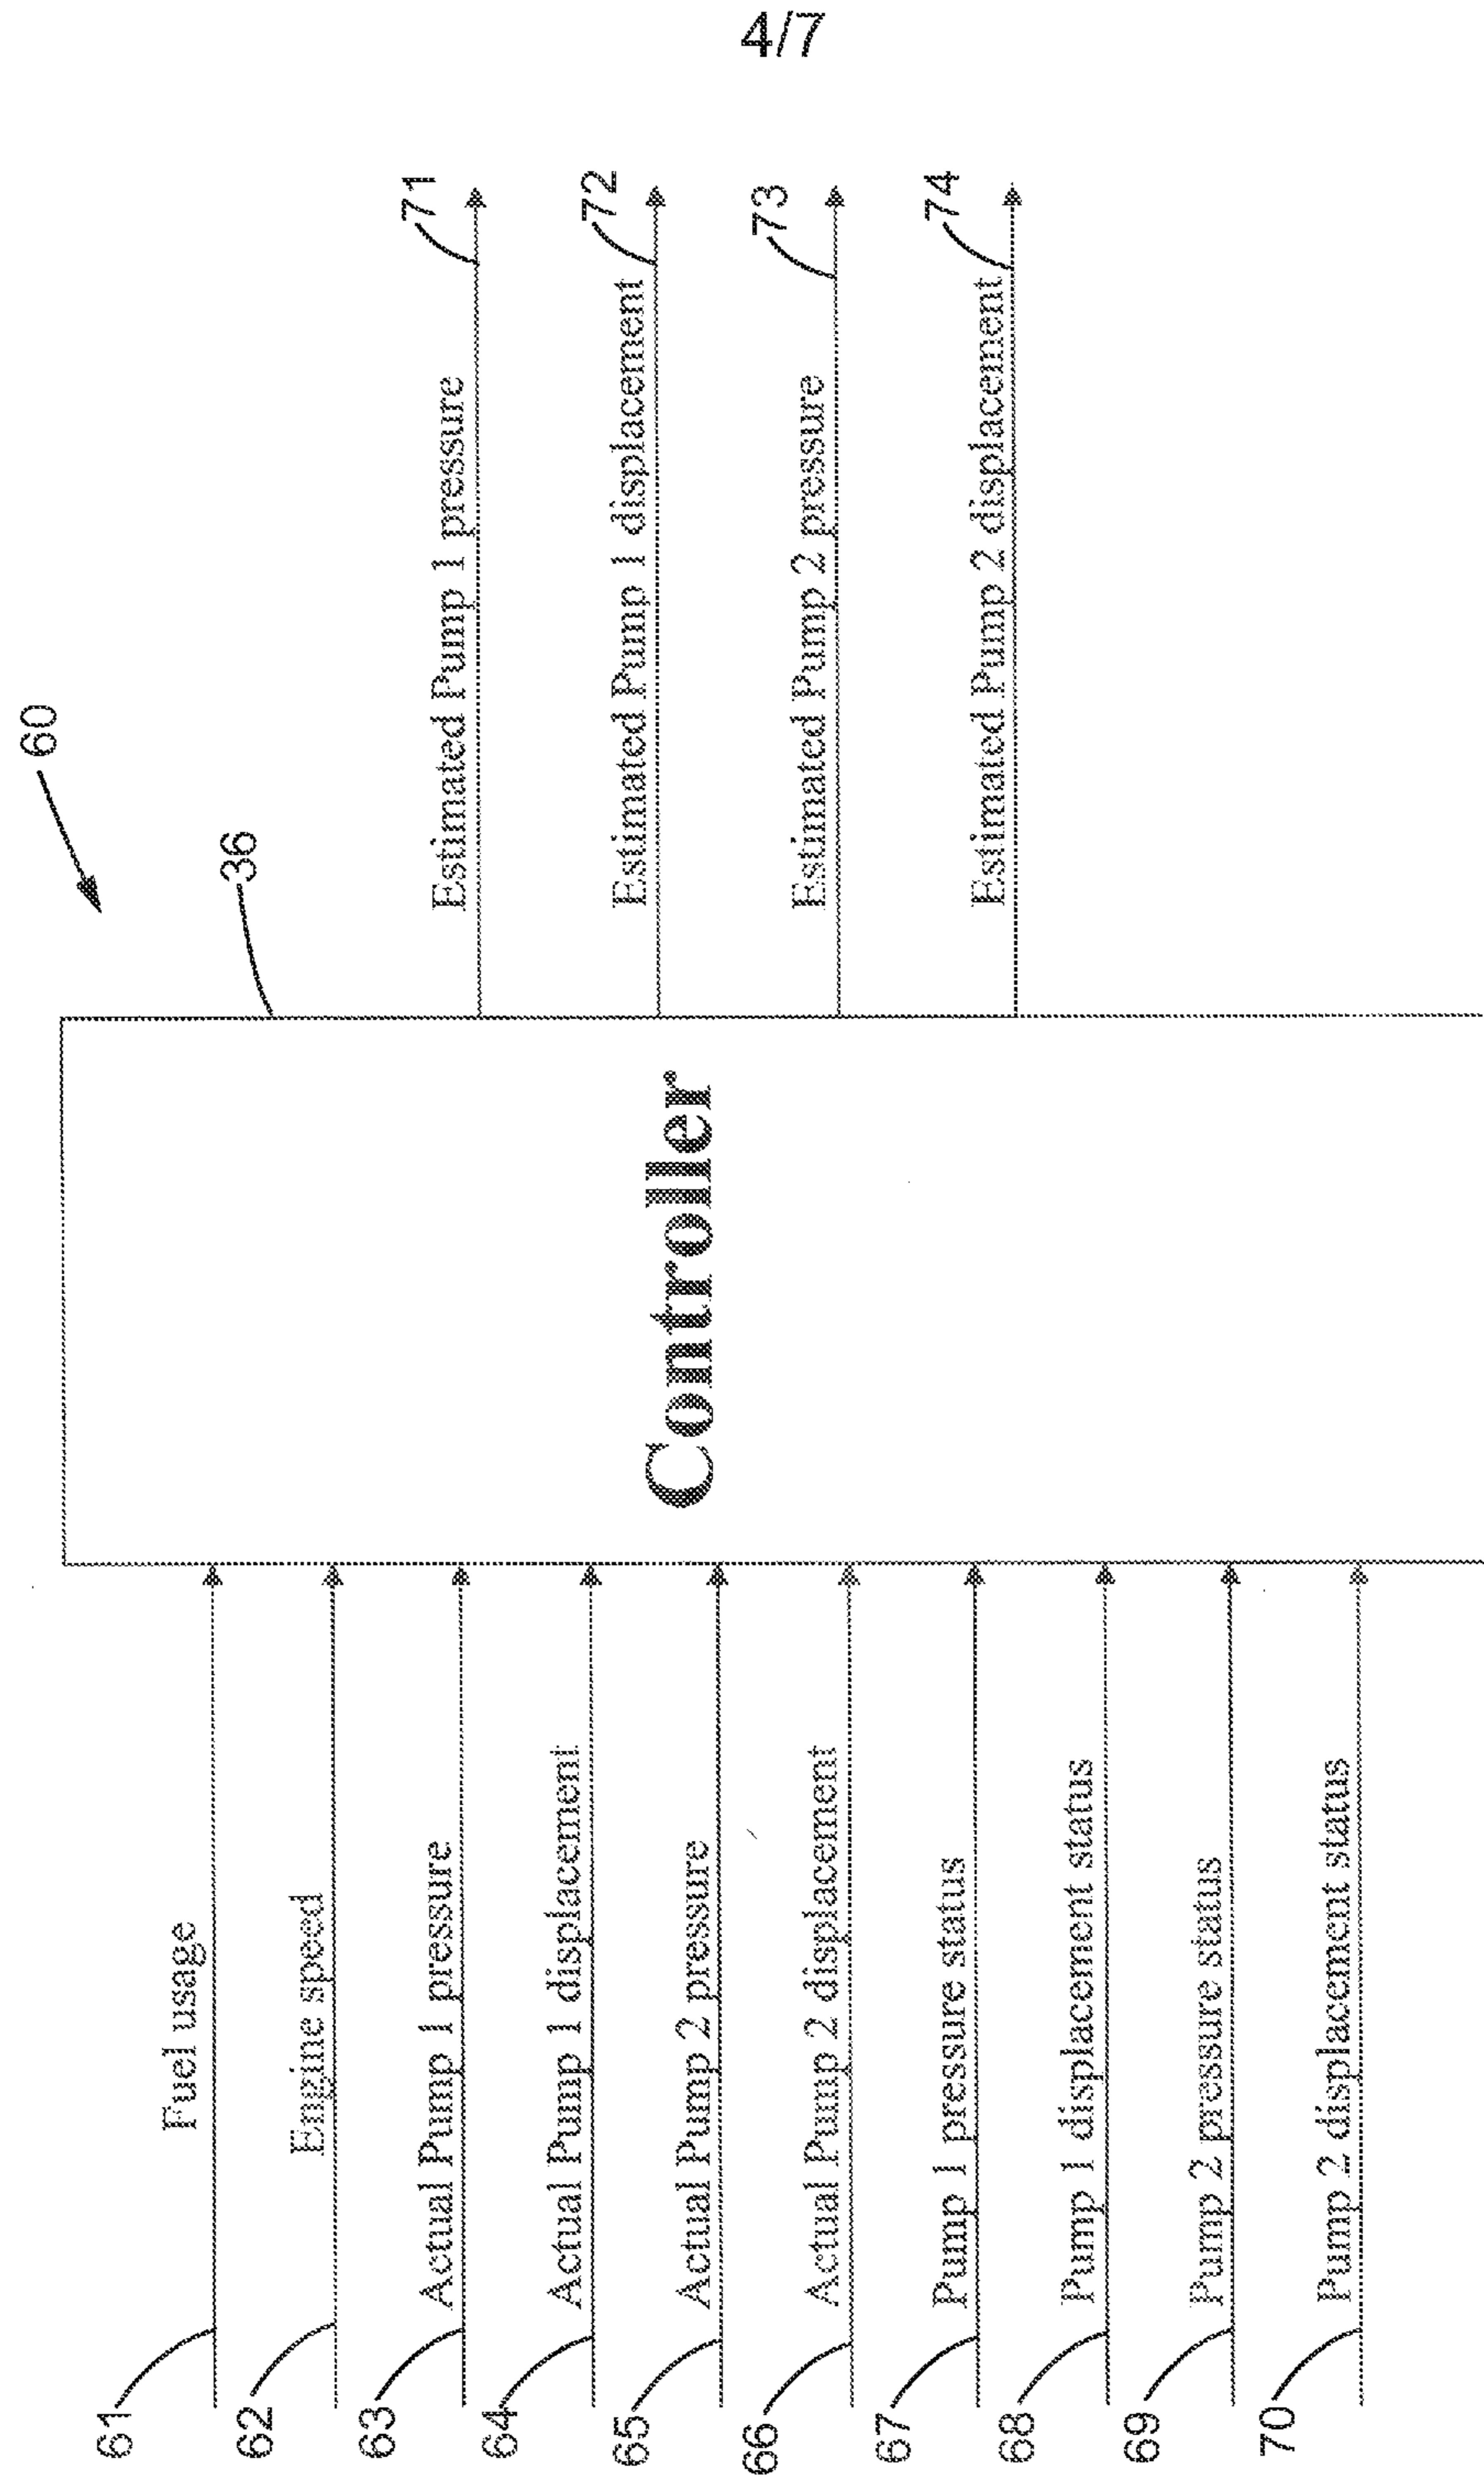 4/7
60
36
61
Fuel usage
62
Engine speed
63
Actual Pump 1 pressure
64
Actual Pump 1 displacement
65
Actual Pump 2 pressure
66
Actual Pump 2 displacement
67
Pump 1 pressure status
68
Pump 1 displacement status
69
Pump 2 pressure status
70
Pump 2 displacement status
Controller
Estimated Pump 1 pressure
71
Estimated Pump 1 displacement
72
Estimated Pump 2 pressure
73
Estimated Pump 2 displacement
74